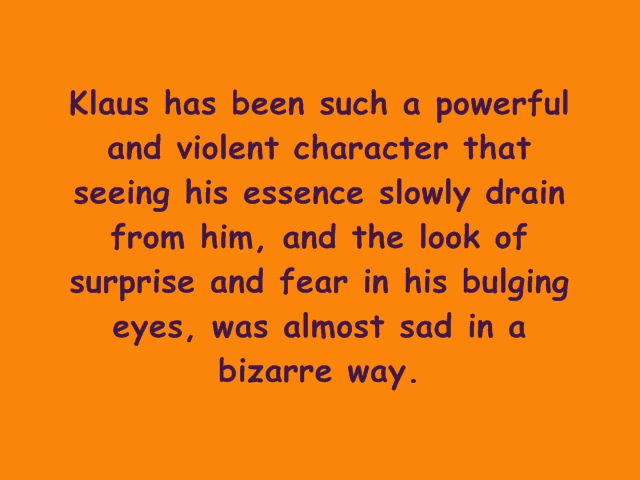 Klaus has been such a powerful
and violent character that
seeing his essence slowly drain
from him, and the look of
surprise and fear in his bulging
eyes, was almost sad in a
bizarre way.